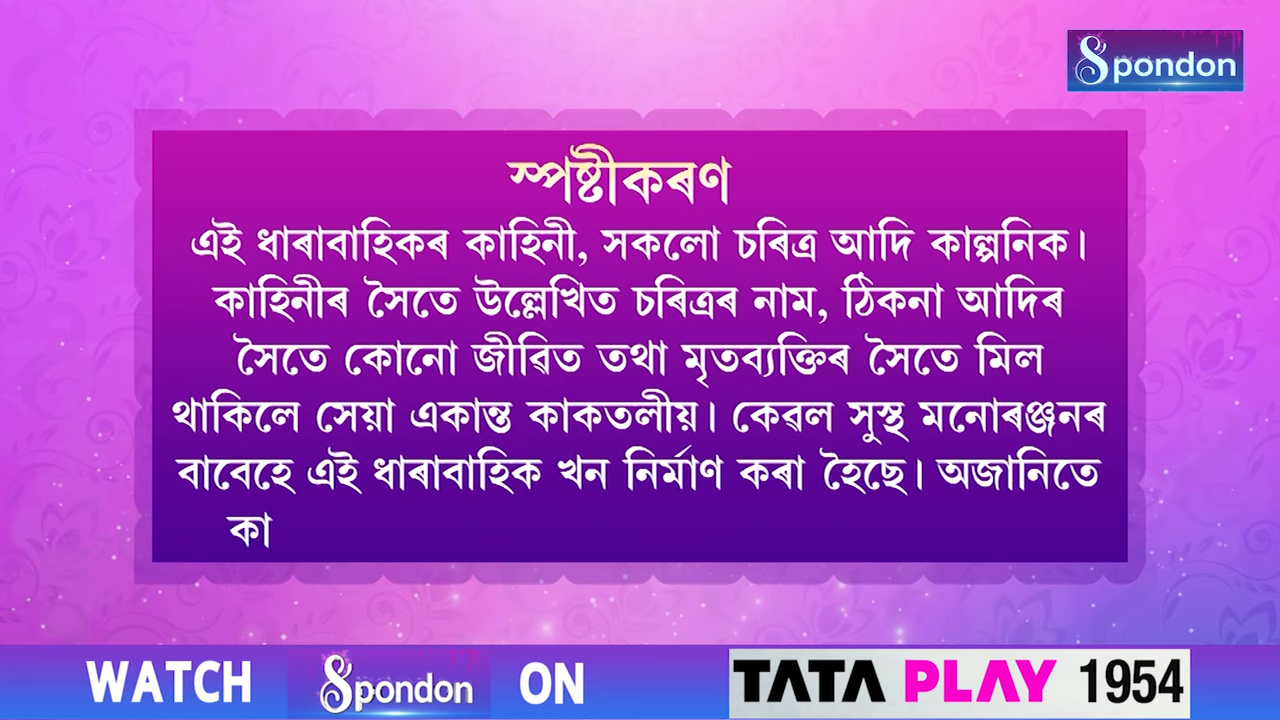 Spondon
স্পষ্টীকৰণ
এই ধাৰাবাহিকৰ কাহিনী, সকলো চৰিত্ৰ আদি কাল্পনিক।
কাহিনীৰ সৈতে উল্লেখিত চৰিত্ৰৰ নাম, ঠিকনা আদিৰ
সৈতে কোনো জীৱিত তথা মৃতব্যক্তিৰ সৈতে মিল
থাকিলে সেয়া একান্ত কাকতলীয়। কেৱল সুস্থ মনোৰঞ্জনৰ
বাবেহে এই ধাৰাবাহিক খন নিৰ্মাণ কৰা হৈছে। অজানিতে
কা
WATCH Spondon ON TATA PLAY 1954